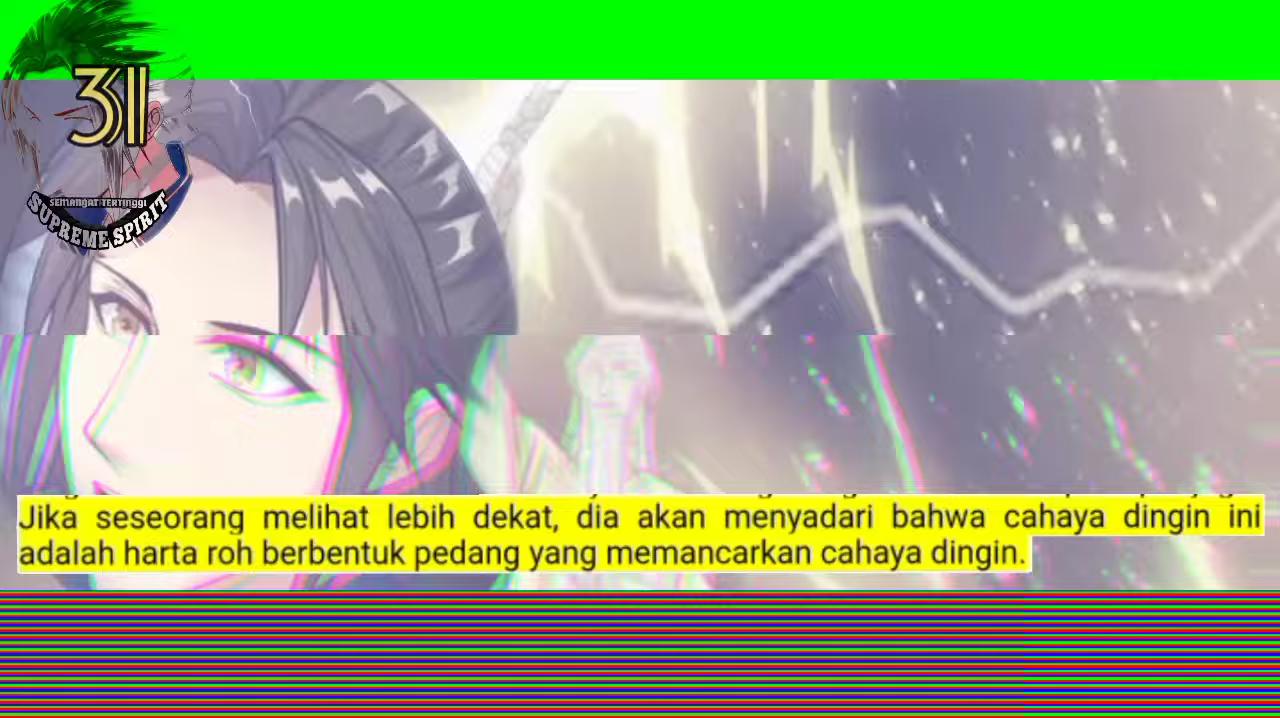 31
SEMANGAT TERTINGGI
SUPREME SPIRIT
Jika seseorang melihat lebih dekat, dia akan menyadari bahwa cahaya dingin ini
adalah harta roh berbentuk pedang yang memancarkan cahaya dingin.